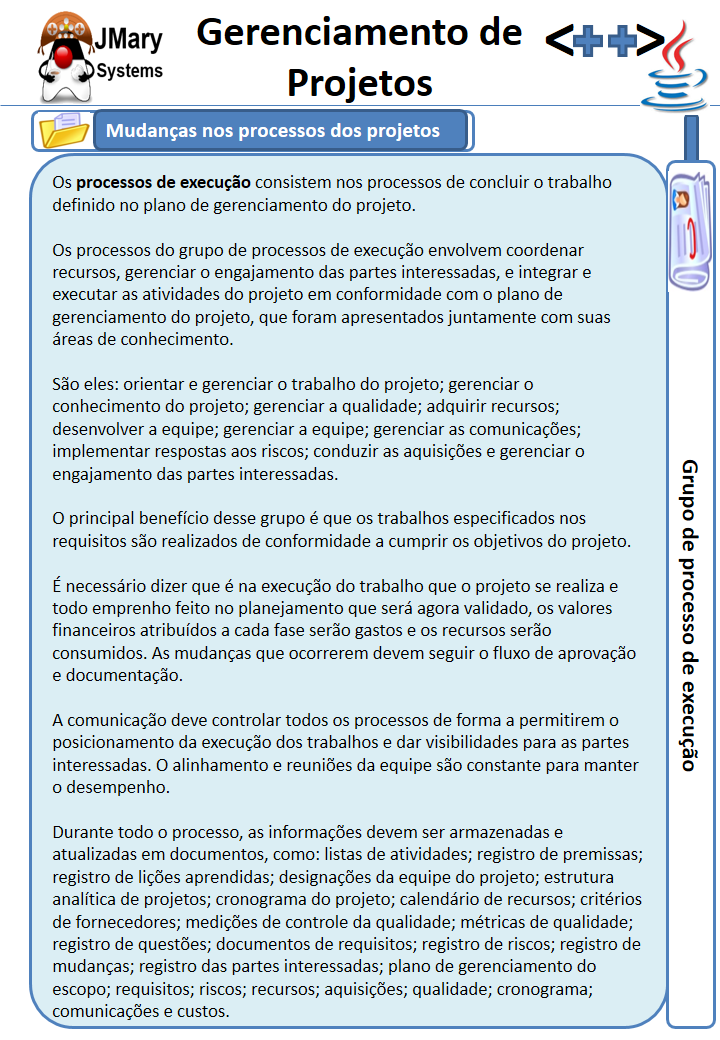 JMary
Systems
Gerenciamento de
Projetos
<++>
Mudanças nos processos dos projetos
Os processos de execução consistem nos processos de concluir o trabalho
definido no plano de gerenciamento do projeto.
Os processos do grupo de processos de execução envolvem coordenar
recursos, gerenciar o engajamento das partes interessadas, e integrar e
executar as atividades do projeto em conformidade com o plano de
gerenciamento do projeto, que foram apresentados juntamente com suas
áreas de conhecimento.
São eles: orientar e gerenciar o trabalho do projeto; gerenciar o
conhecimento do projeto; gerenciar a qualidade; adquirir recursos;
desenvolver a equipe; gerenciar a equipe; gerenciar as comunicações;
implementar respostas aos riscos; conduzir as aquisições e gerenciar o
engajamento das partes interessadas.
O principal benefício desse grupo é que os trabalhos especificados nos
requisitos são realizados de conformidade a cumprir os objetivos do projeto.
É necessário dizer que é na execução do trabalho que o projeto se realiza e
todo emprenho feito no planejamento que será agora validado, os valores
financeiros atribuídos a cada fase serão gastos e os recursos serão
consumidos. As mudanças que ocorrerem devem seguir o fluxo de aprovação
e documentação.
A comunicação deve controlar todos os processos de forma a permitirem o
posicionamento da execução dos trabalhos e dar visibilidades para as partes
interessadas. O alinhamento e reuniões da equipe são constante para manter
o desempenho.
Durante todo o processo, as informações devem ser armazenadas e
atualizadas em documentos, como: listas de atividades; registro de premissas;
registro de lições aprendidas; designações da equipe do projeto; estrutura
analítica de projetos; cronograma do projeto; calendário de recursos; critérios
de fornecedores; medições de controle da qualidade; métricas de qualidade;
registro de questões; documentos de requisitos; registro de riscos; registro de
mudanças; registro das partes interessadas; plano de gerenciamento do
escopo; requisitos; riscos; recursos; aquisições; qualidade; cronograma;
comunicações e custos.
Grupo de processo de execução